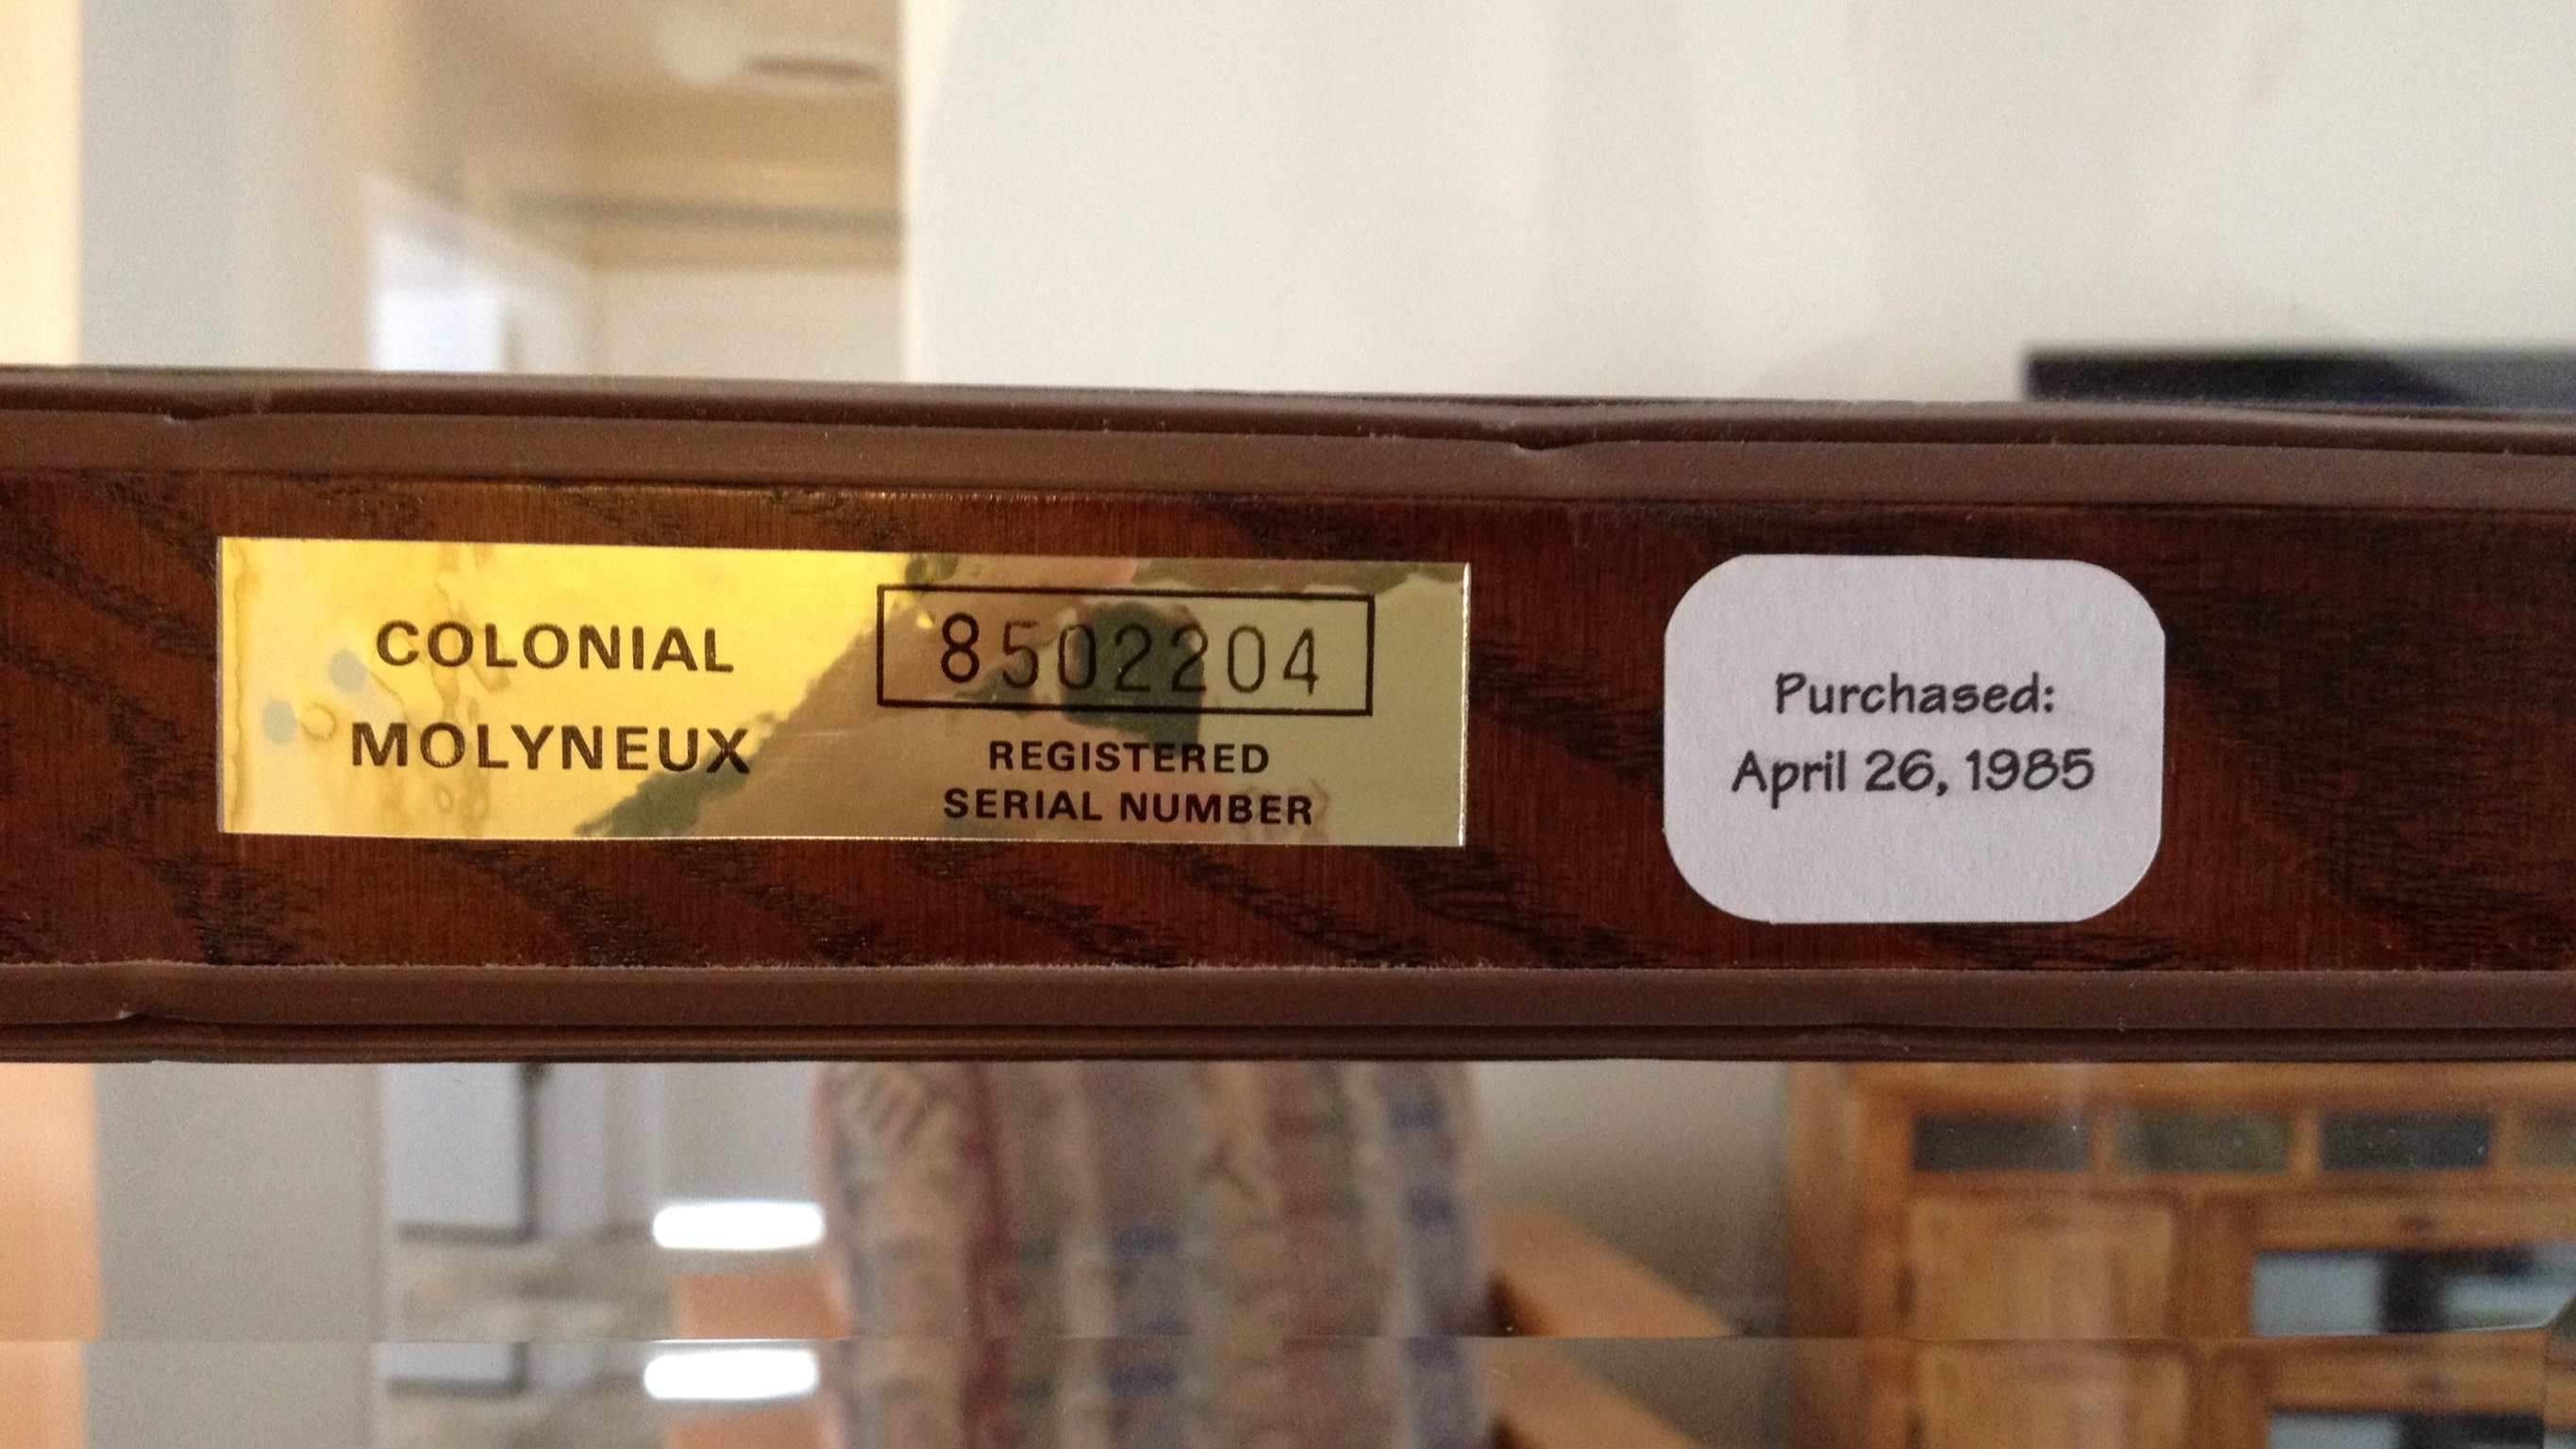 COLONIAL
MOLYNEUX
8502204
REGISTERED
SERIAL NUMBER
Purchased:
April 26, 1985